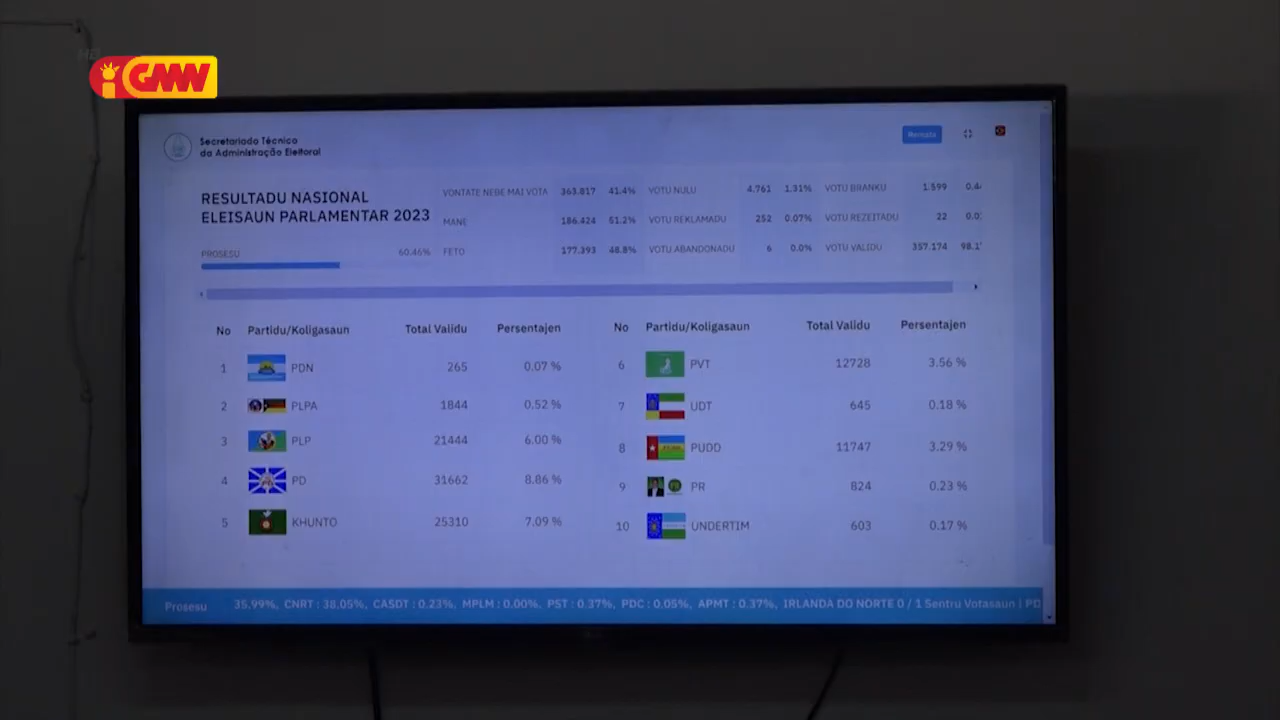 GMN
Secretariado Técnico
da Administração Eleitoral
Remata
RESULTADU NASIONAL
ELEISAUN PARLAMENTAR 2023
PROSESU 60.46%
VONTATE NEBE MAI VOTA 363.817 41.4% VOTU NULU 4.761 1.31% VOTU BRANKU 1.599
MANE 186.424 51.2% VOTU REKLAMADU 252 0.07% VOTU REZEITADU 22
FETO 177.393 48.8% VOTU ABANDONADU 6 0.0% VOTU VALIDU 357.174
No Partidu/Koligasaun Total Validu Persentajen
1 PDN 265 0.07 %
2 PLPA 1844 0.52 %
3 PLP 21444 6.00 %
4 PD 31662 8.86 %
5 KHUNTO 25310 7.09 %
No Partidu/Koligasaun Total Validu Persentajen
6 PVT 12728 3.56 %
7 UDT 645 0.18 %
8 PUDD 11747 3.29 %
9 PR 824 0.23 %
10 UNDERTIM 603 0.17 %
Prosesu 35.99%, CNRT : 38.05%, CASDT : 0.23%, MPLM : 0.00%, PST : 0.37%, PDC : 0.05%, APMT : 0.37%, IRLANDA DO NORTE 0 / 1 Sentru Votasaun | PD